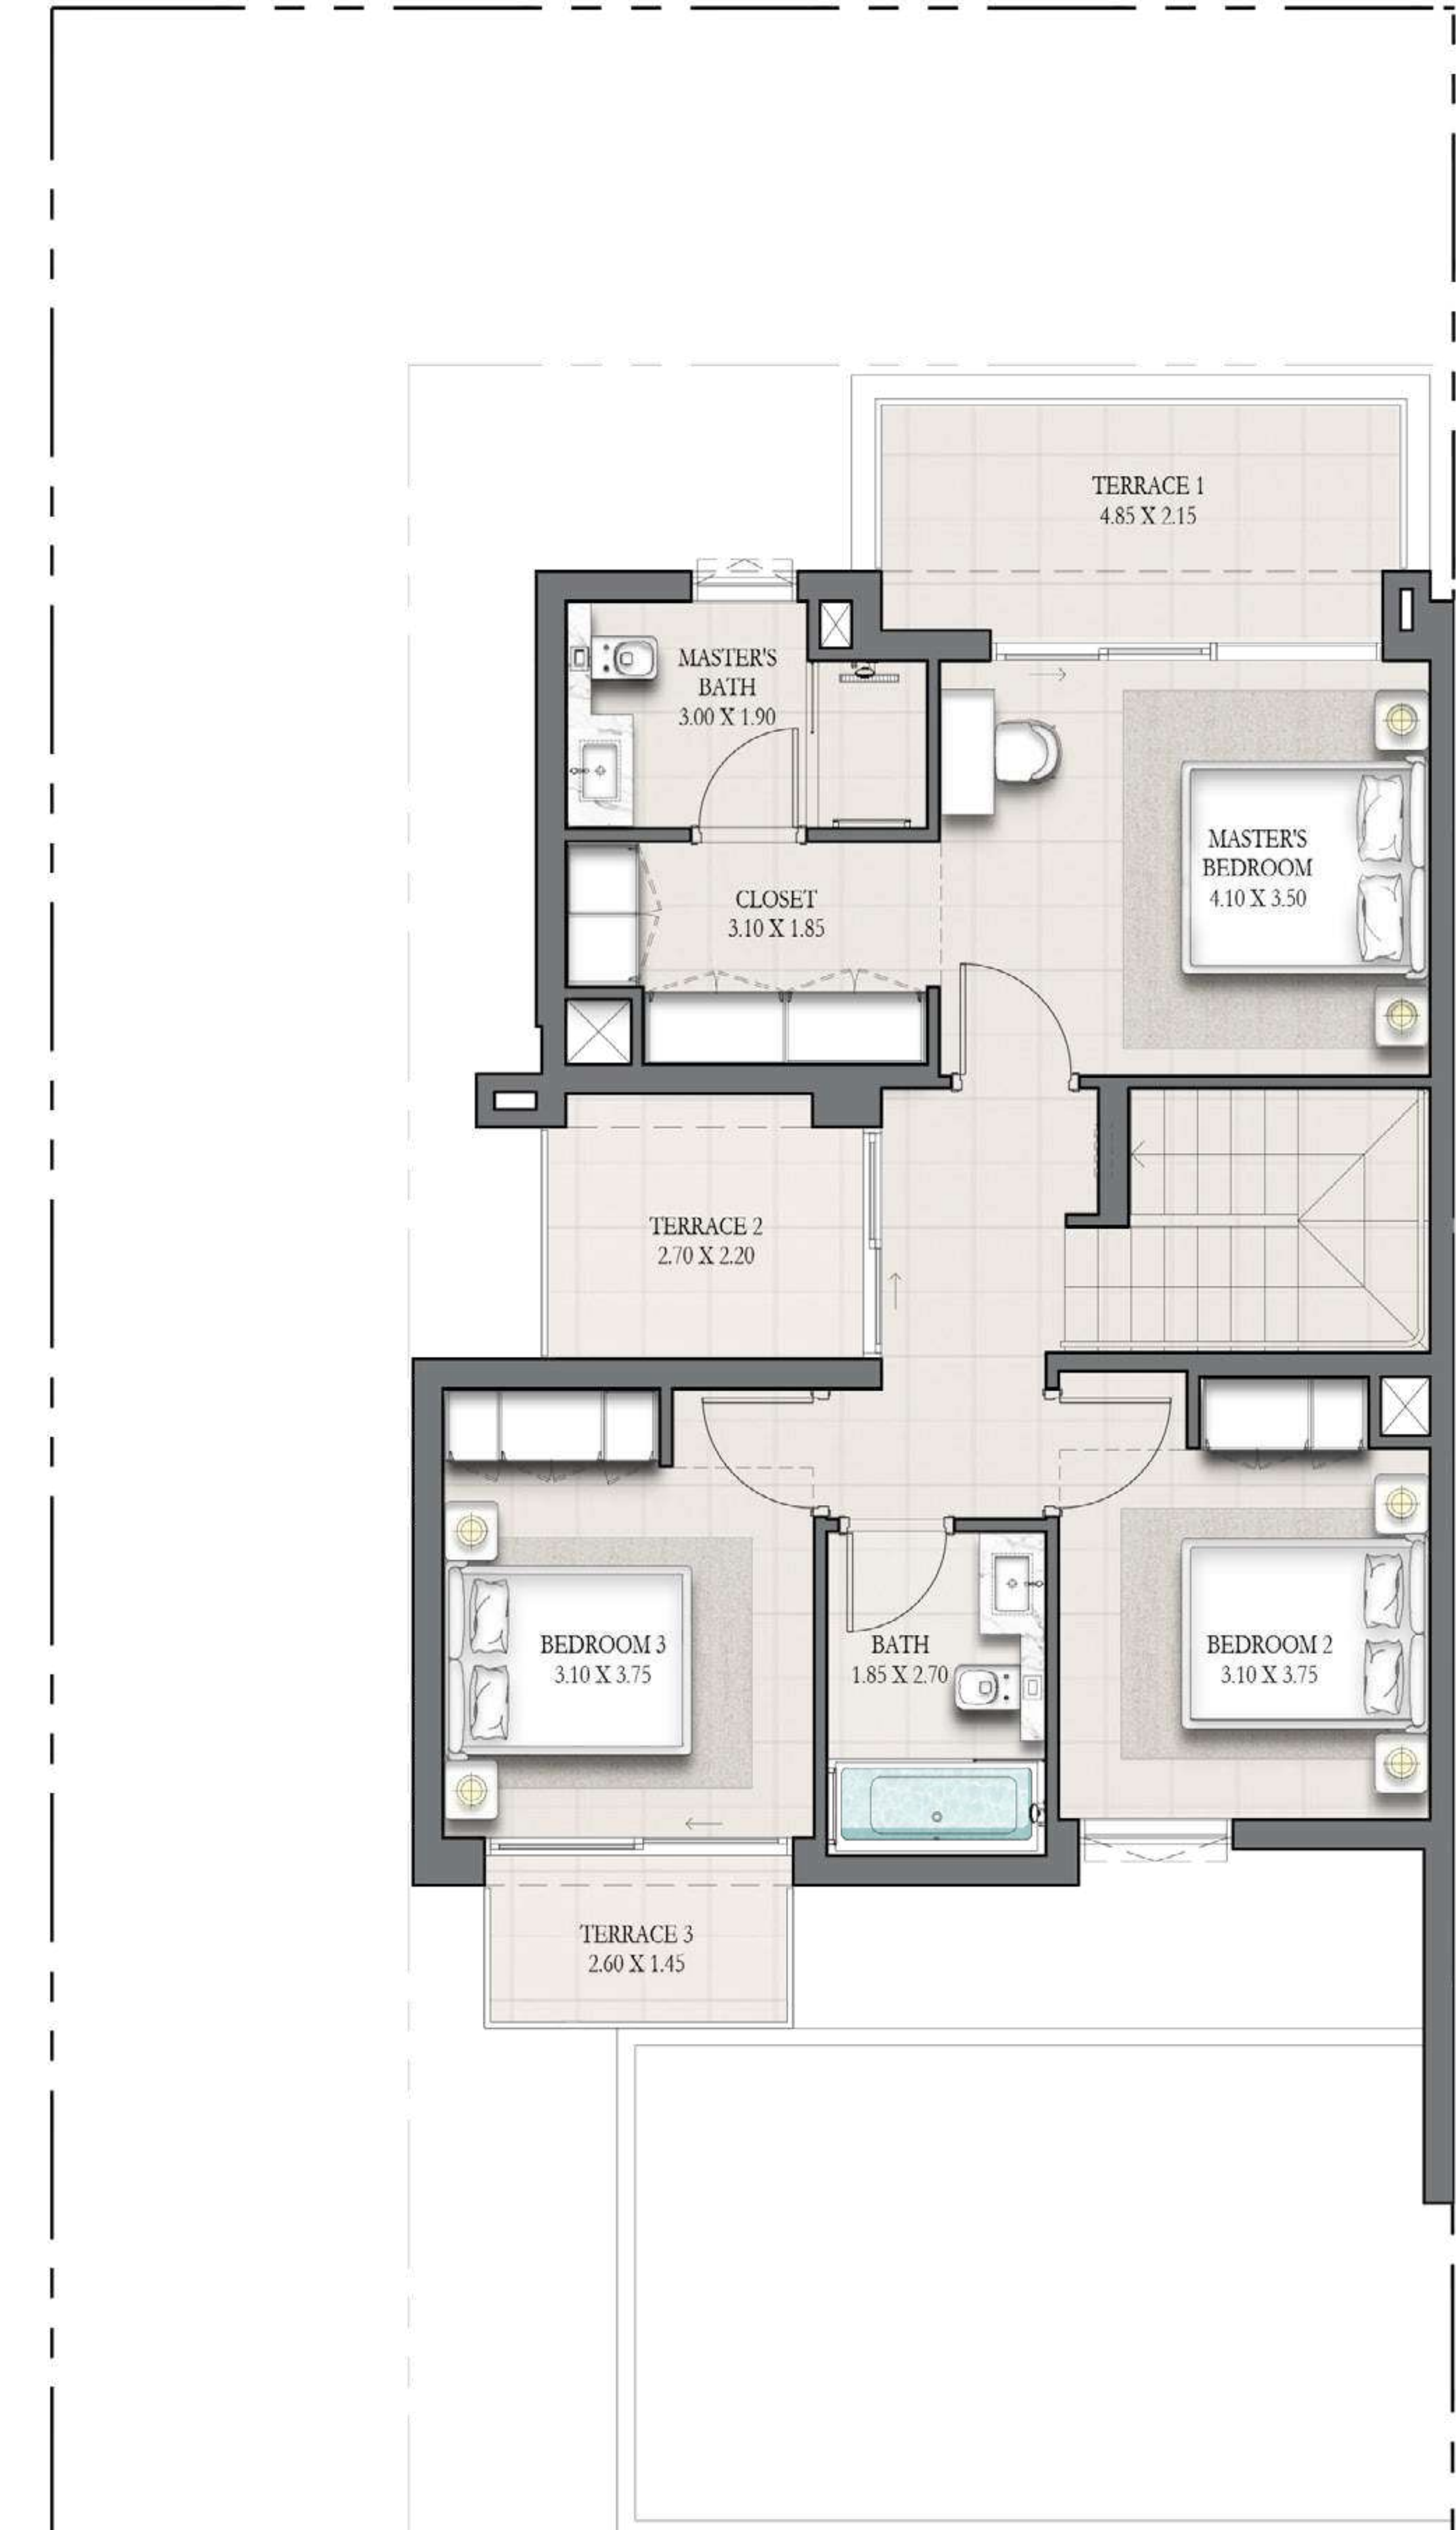 TERRACE 1
4.85 X 2.15
MASTER'S
BATH
3.00 X 1.90
MASTER'S
BEDROOM
4.10 X 3.50
CLOSET
3.10 X 1.85
TERRACE 2
2.70 X 2.20
BEDROOM 3
3.10 X 3.75
BATH
1.85 X 2.70
BEDROOM 2
3.10 X 3.75
TERRACE 3
2.60 X 1.45